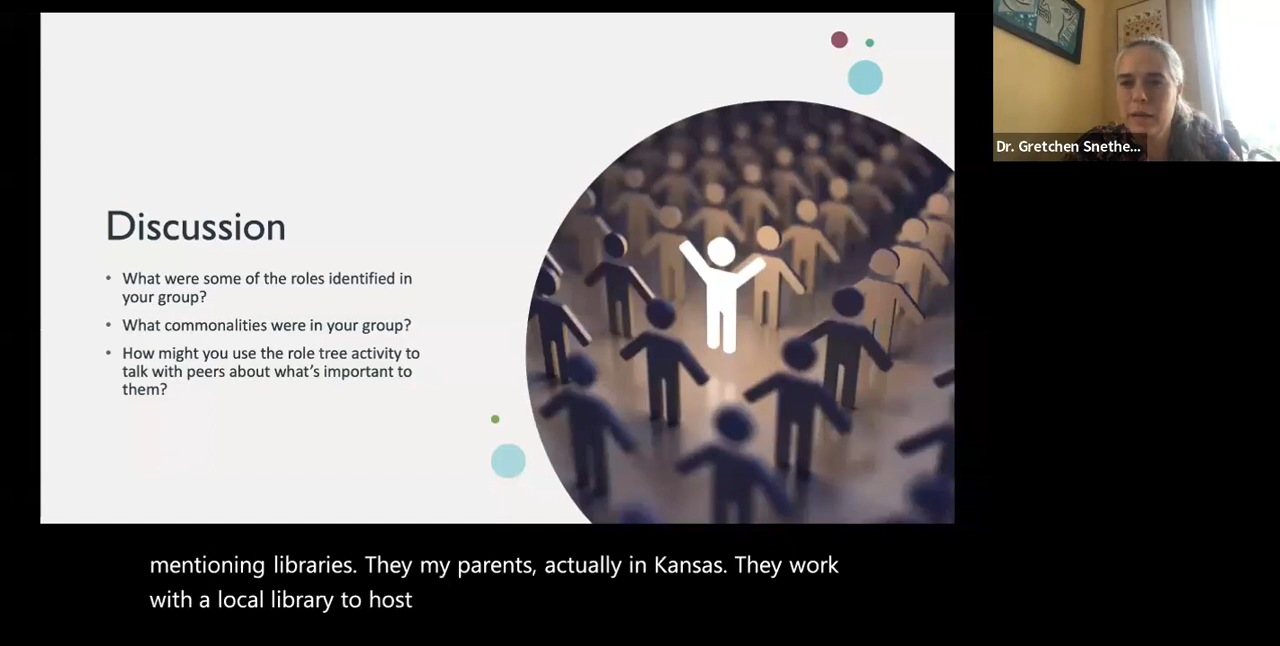 Dr. Gretchen Snethe...
Discussion
• What were some of the roles identified in
your group?
• What commonalities were in your group?
• How might you use the role tree activity to
talk with peers about what's important to
them?
mentioning libraries. They my parents, actually in Kansas. They work
with a local library to host